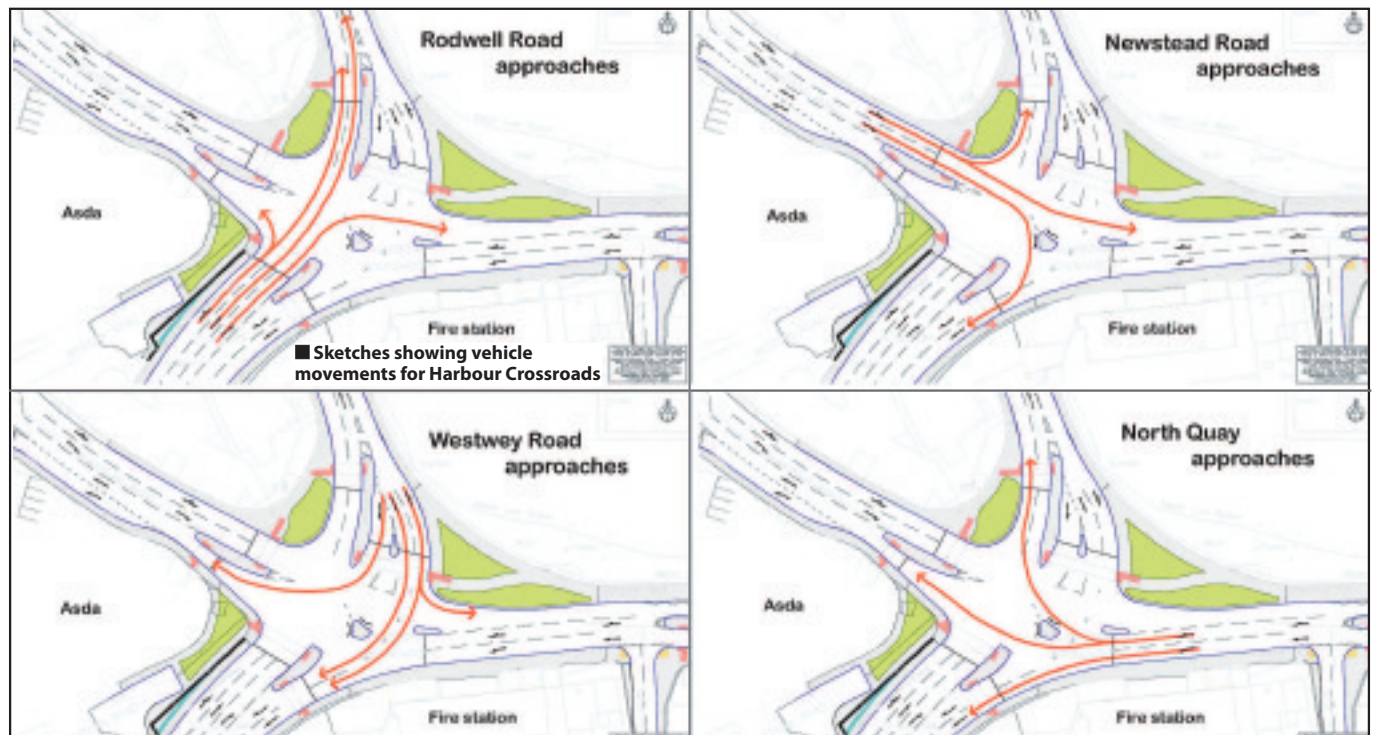 Rodwell Road
approaches
Asda
Fire station
■ Sketches showing vehicle
movements for Harbour Crossroads
Newstead Road
approaches
Asda
Fire station
Westwey Road
approaches
Asda
Fire station
North Quay
approaches
Asda
Fire station